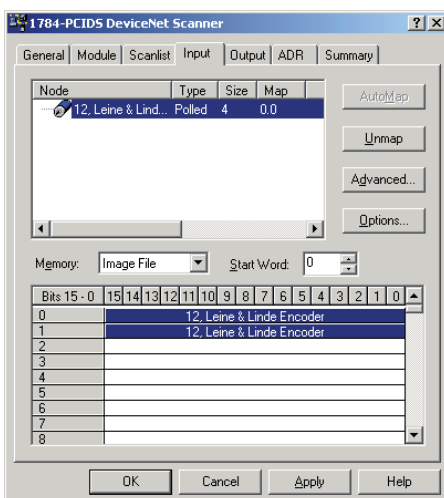 1784-PCIDS DeviceNet Scanner
General Module Scanlist Input Output ADR Summary
Node Type Size Map
12, Leine & Lind... Polled 4 0.0
AutoMap
Unmap
Advanced...
Options...
Memory: Image File Start Word: 0
Bits 15 - 0 15 14 13 12 11 10 9 8 7 6 5 4 3 2 1 0
0 12, Leine & Linde Encoder
1 12, Leine & Linde Encoder
2
3
4
5
6
7
8
OK Cancel Apply Help